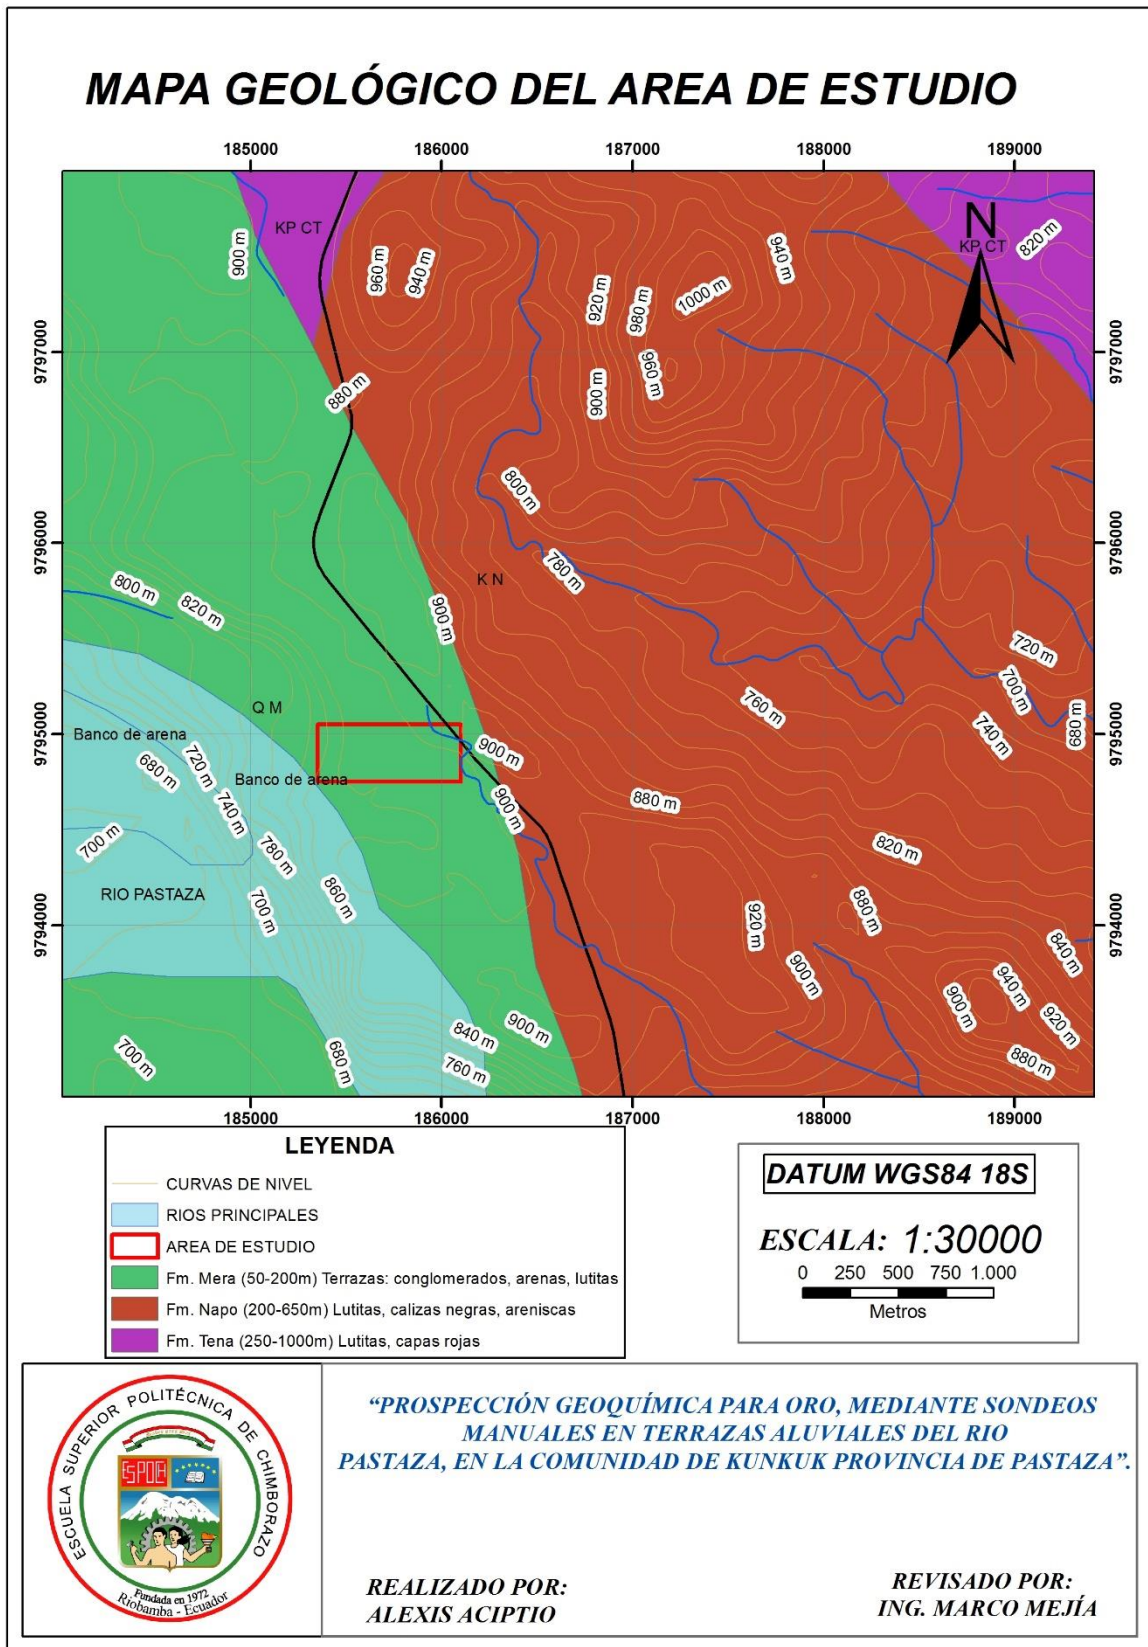 MAPA GEOLÓGICO DEL AREA DE ESTUDIO
185000 186000 187000 188000 189000
KP CT
N
KP CT
900 m
960 m
940 m
920 m
980 m
1000 m
940 m
820 m
9797000
9797000
880 m
900 m
960 m
800 m
9796000
9796000
780 m
K N
800 m
820 m
900 m
720 m
700 m
760 m
740 m
680 m
Q M
9795000
9795000
Banco de arena
680 m
720 m
740 m
780 m
Banco de arena
900 m
900 m
880 m
820 m
700 m
860 m
700 m
RIO PASTAZA
920 m
880 m
9794000
9794000
840 m
900 m
900 m
940 m
920 m
880 m
700 m
680 m
840 m
900 m
760 m
185000 186000 187000 188000 189000
LEYENDA
CURVAS DE NIVEL
RIOS PRINCIPALES
AREA DE ESTUDIO
Fm. Mera (50-200m) Terrazas: conglomerados, arenas, lutitas
Fm. Napo (200-650m) Lutitas, calizas negras, areniscas
Fm. Tena (250-1000m) Lutitas, capas rojas
DATUM WGS84 18S
ESCALA: 1:30000
0 250 500 750 1.000
Metros
ESCUELA SUPERIOR POLITÉCNICA DE CHIMBORAZO
ESPOCH
Fundada en 1972
Riobamba - Ecuador
“PROSPECCIÓN GEOQUÍMICA PARA ORO, MEDIANTE SONDEOS
MANUALES EN TERRAZAS ALUVIALES DEL RIO
PASTAZA, EN LA COMUNIDAD DE KUNKUK PROVINCIA DE PASTAZA”.
REALIZADO POR:
ALEXIS ACIPTIO
REVISADO POR:
ING. MARCO MEJÍA